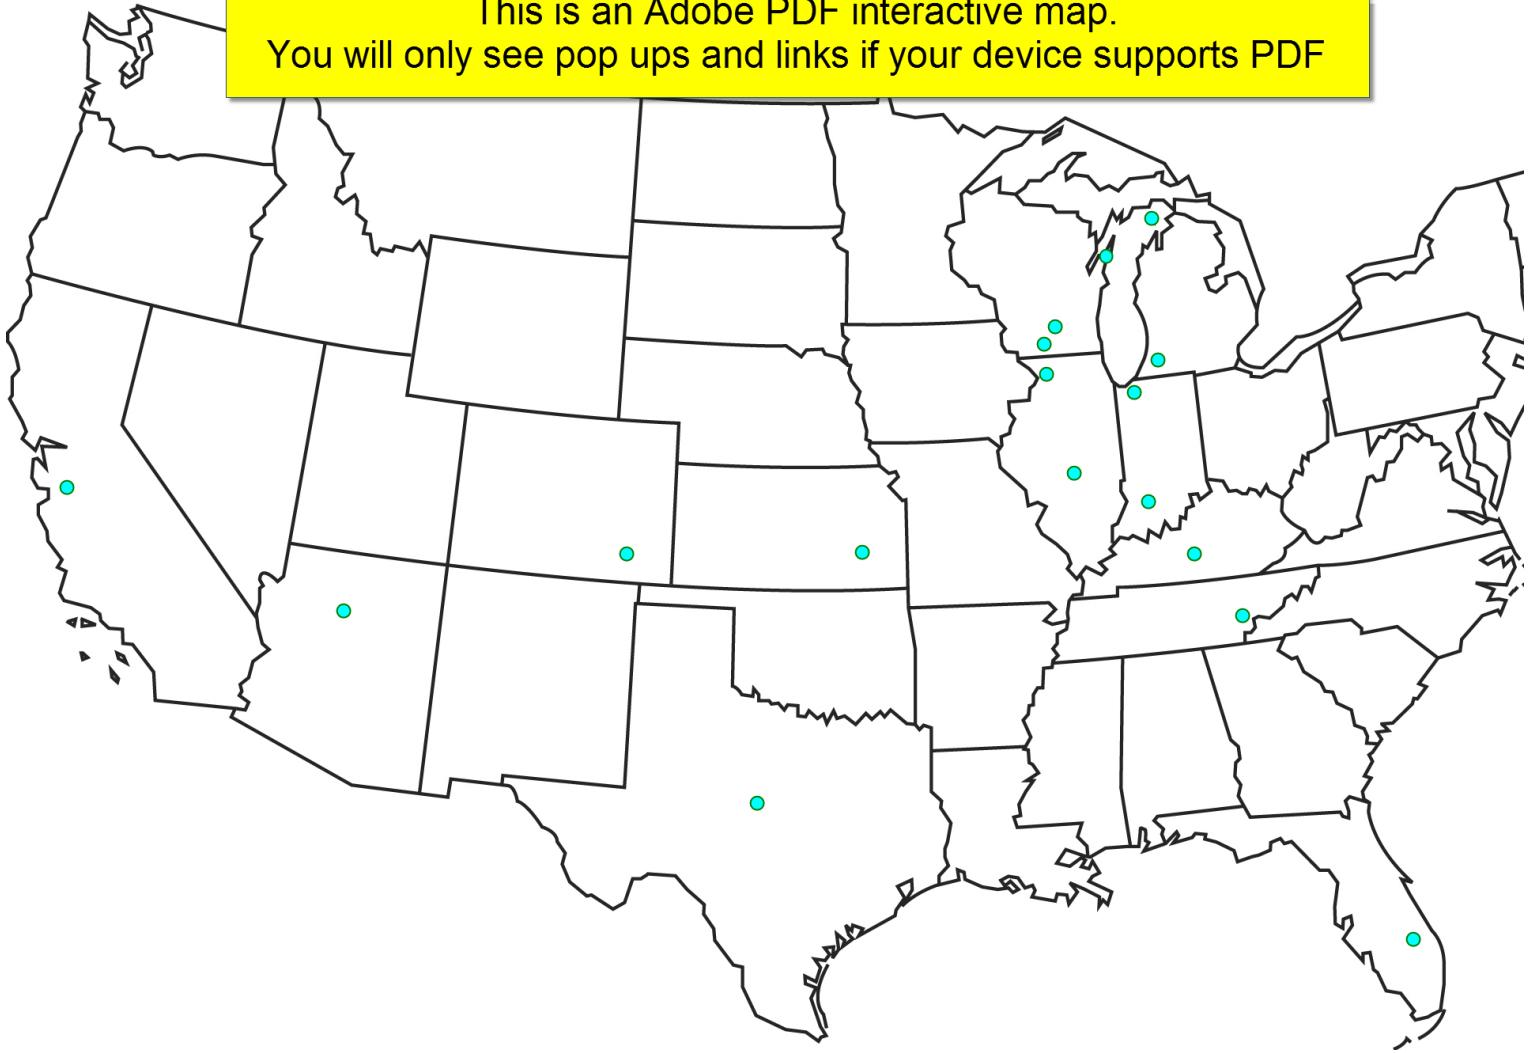 This is an Adobe PDF interactive map.
You will only see pop ups and links if your device supports PDF